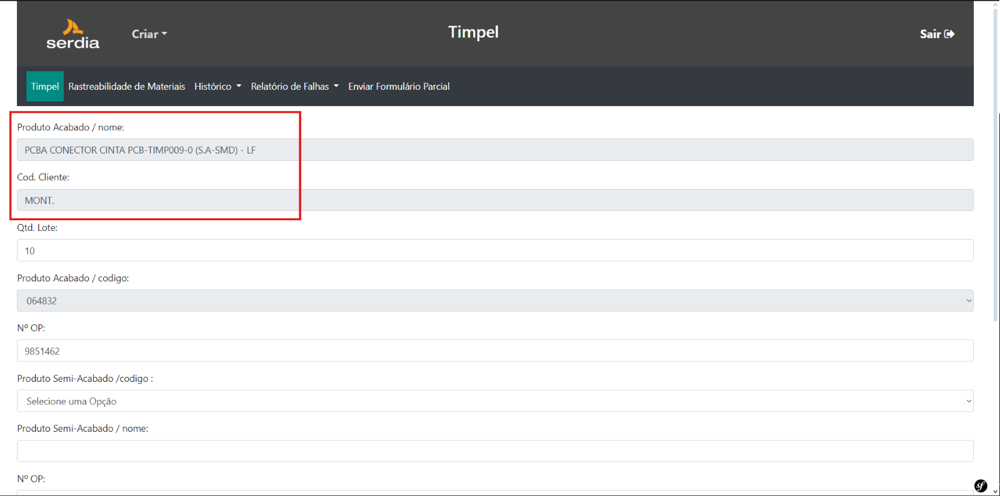 serdia
Criar
Timpel
Sair
Timpel
Rastreabilidade de Materiais
Histórico
Relatório de Falhas
Enviar Formulário Parcial
Produto Acabado / nome:
PCBA CONECTOR CINTA PCB-TIMP009-0 (S.A-SMD) - LF
Cod. Cliente:
MONT.
Qtd. Lote:
10
Produto Acabado / codigo:
064832
Nº OP:
9851462
Produto Semi-Acabado /codigo :
Selecione uma Opção
Produto Semi-Acabado / nome:
Nº OP:
sf